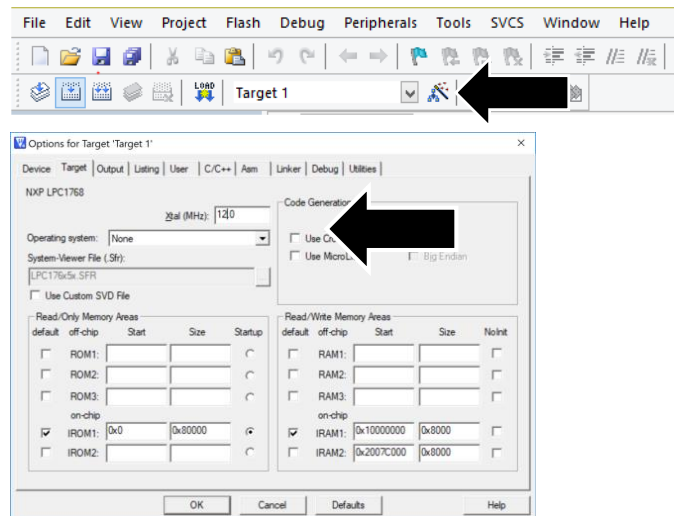 File Edit View Project Flash Debug Peripherals Tools SVCS Window Help
LOAD Target 1
Options for Target 'Target 1'
Device Target Output Listing User C/C++ Asm Linker Debug Utilities
NXP LPC1768
Xtal (MHz): 12.0
Code Generation
Operating system: None
Use
System-Viewer File (.Sfr):
Use Big Endian
LPC176x5x.SFR
Use Custom SVD File
Read/Only Memory Areas
Read/Write Memory Areas
default off-chip Start Size Startup
default off-chip Start Size NoInit
ROM1: RAM1:
ROM2: RAM2:
ROM3: RAM3:
on-chip on-chip
IROM1: 0x0 0x80000 IRAM1: 0x10000000 0x8000
IROM2: IRAM2: 0x2007C000 0x8000
OK Cancel Defaults Help